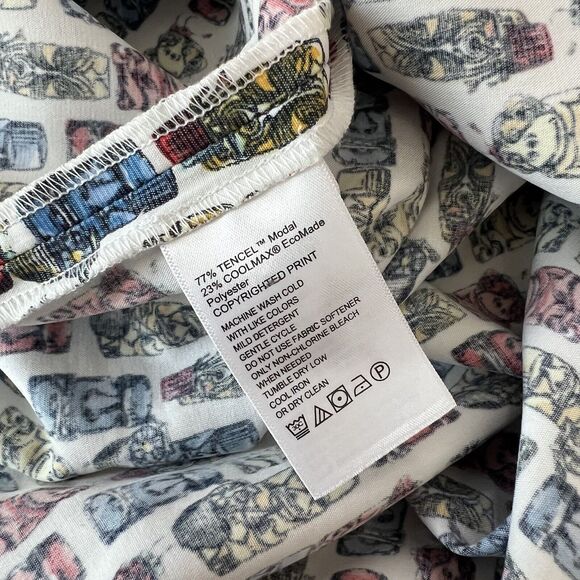 77% TENCEL™ Modal
23% COOLMAX® EcoMade
Polyester
COPYRIGHTED PRINT
MACHINE WASH COLD
WITH LIKE COLORS
MILD DETERGENT
GENTLE CYCLE
DO NOT USE FABRIC SOFTENER
ONLY NON-CALORINE BLEACH
WHEN NEEDED
TUMBLE DRY LOW
COOL IRON
OR DRY CLEAN